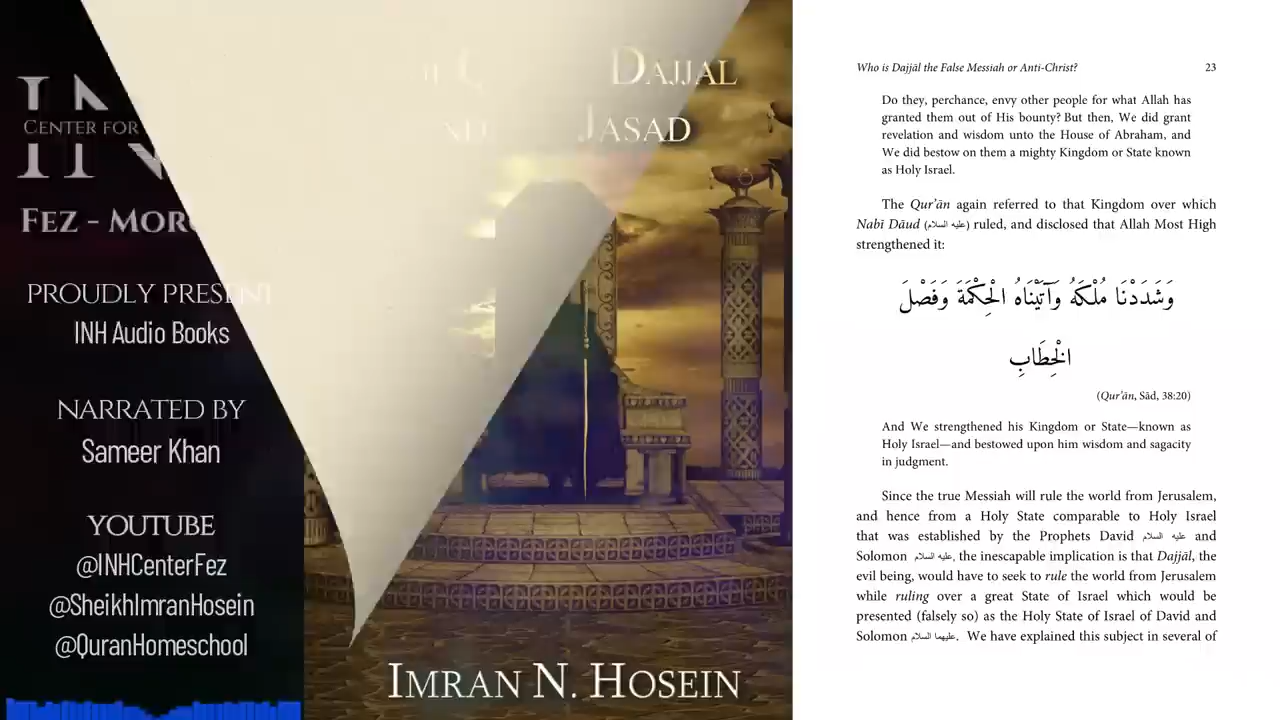 CENTER FOR
FEZ - MOR
PROUDLY PRESENT
INH Audio Books
NARRATED BY
Sameer Khan
YOUTUBE
@INHCenterFez
@SheikhImranHosein
@QuranHomeschool
DAJJAL
JASAD
IMRAN N. HOSEIN
Who is Dajjāl the False Messiah or Anti-Christ? 23
Do they, perchance, envy other people for what Allah has
granted them out of His bounty? But then, We did grant
revelation and wisdom unto the House of Abraham, and
We did bestow on them a mighty Kingdom or State known
as Holy Israel.
The Qur’ān again referred to that Kingdom over which
Nabī Dāud (عليه السلام) ruled, and disclosed that Allah Most High
strengthened it:
وَشَدَدْنَا مُلْكَهُ وَآتَيْنَاهُ الْحِكْمَةَ وَفَصْلَ
الْخِطَابِ
(Qur’ān, Sād, 38:20)
And We strengthened his Kingdom or State—known as
Holy Israel—and bestowed upon him wisdom and sagacity
in judgment.
Since the true Messiah will rule the world from Jerusalem,
and hence from a Holy State comparable to Holy Israel
that was established by the Prophets David عليه السلام and
Solomon عليه السلام, the inescapable implication is that Dajjāl, the
evil being, would have to seek to rule the world from Jerusalem
while ruling over a great State of Israel which would be
presented (falsely so) as the Holy State of Israel of David and
Solomon عليهما السلام. We have explained this subject in several of